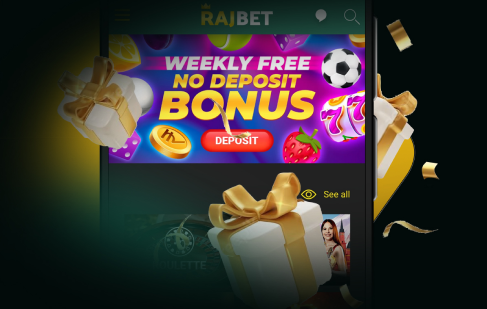 RAJBET
WEEKLY FREE
NO DEPOSIT
BONUS
DEPOSIT
See all